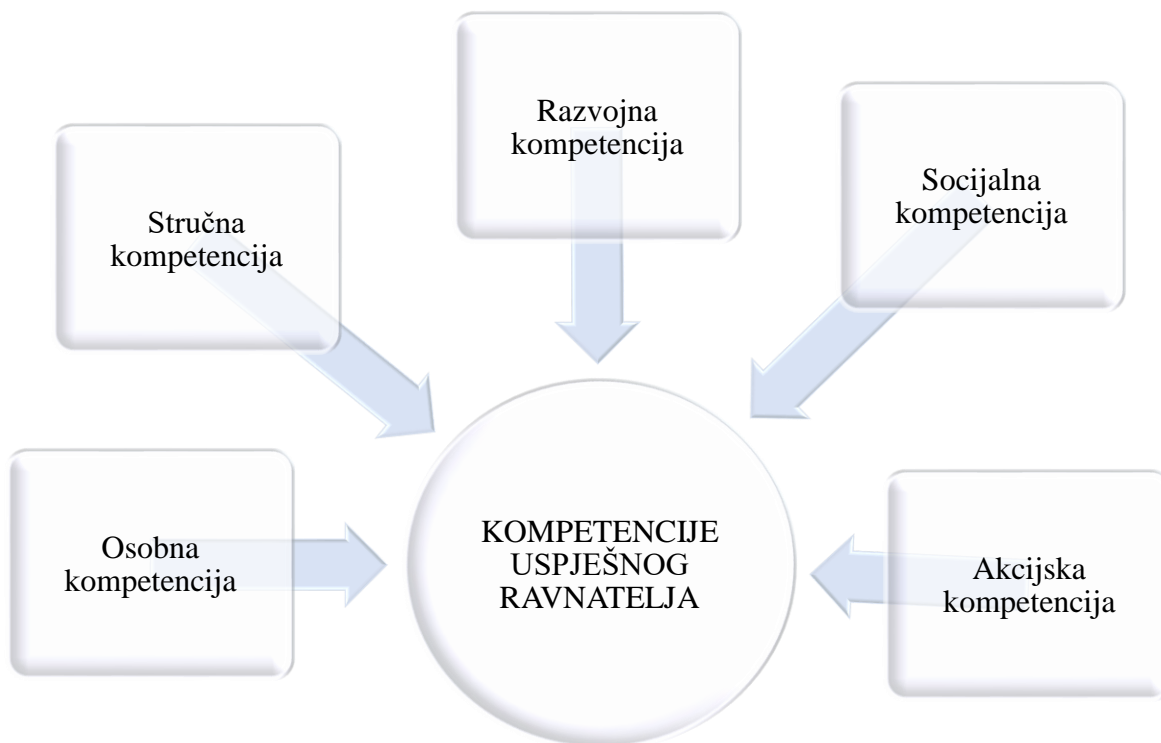 Razvojna
kompetencija
Socijalna
kompetencija
Stručna
kompetencija
Osobna
kompetencija
KOMPETENCIJE
USPJEŠNOG
RAVNATELJA
Akcijska
kompetencija